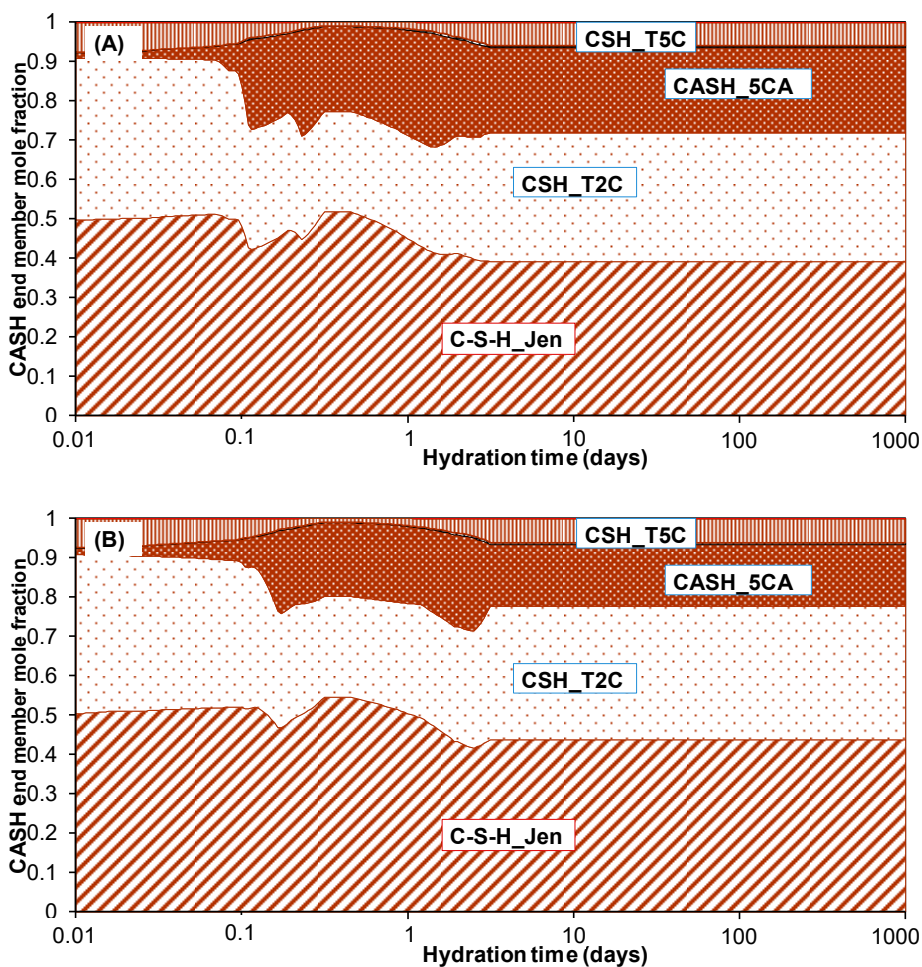 1
(A)
CSH_T5C
0.9
CASH_5CA
0.8
0.7
CSH_T2C
0.6
0.5
0.4
0.3
C-S-H_Jen
0.2
0.1
0
CASH end member mole fraction
0.01 0.1 1 10 100 1000
Hydration time (days)
1
(B)
CSH_T5C
0.9
CASH_5CA
0.8
0.7
CSH_T2C
0.6
0.5
0.4
0.3
C-S-H_Jen
0.2
0.1
0
CASH end member mole fraction
0.01 0.1 1 10 100 1000
Hydration time (days)